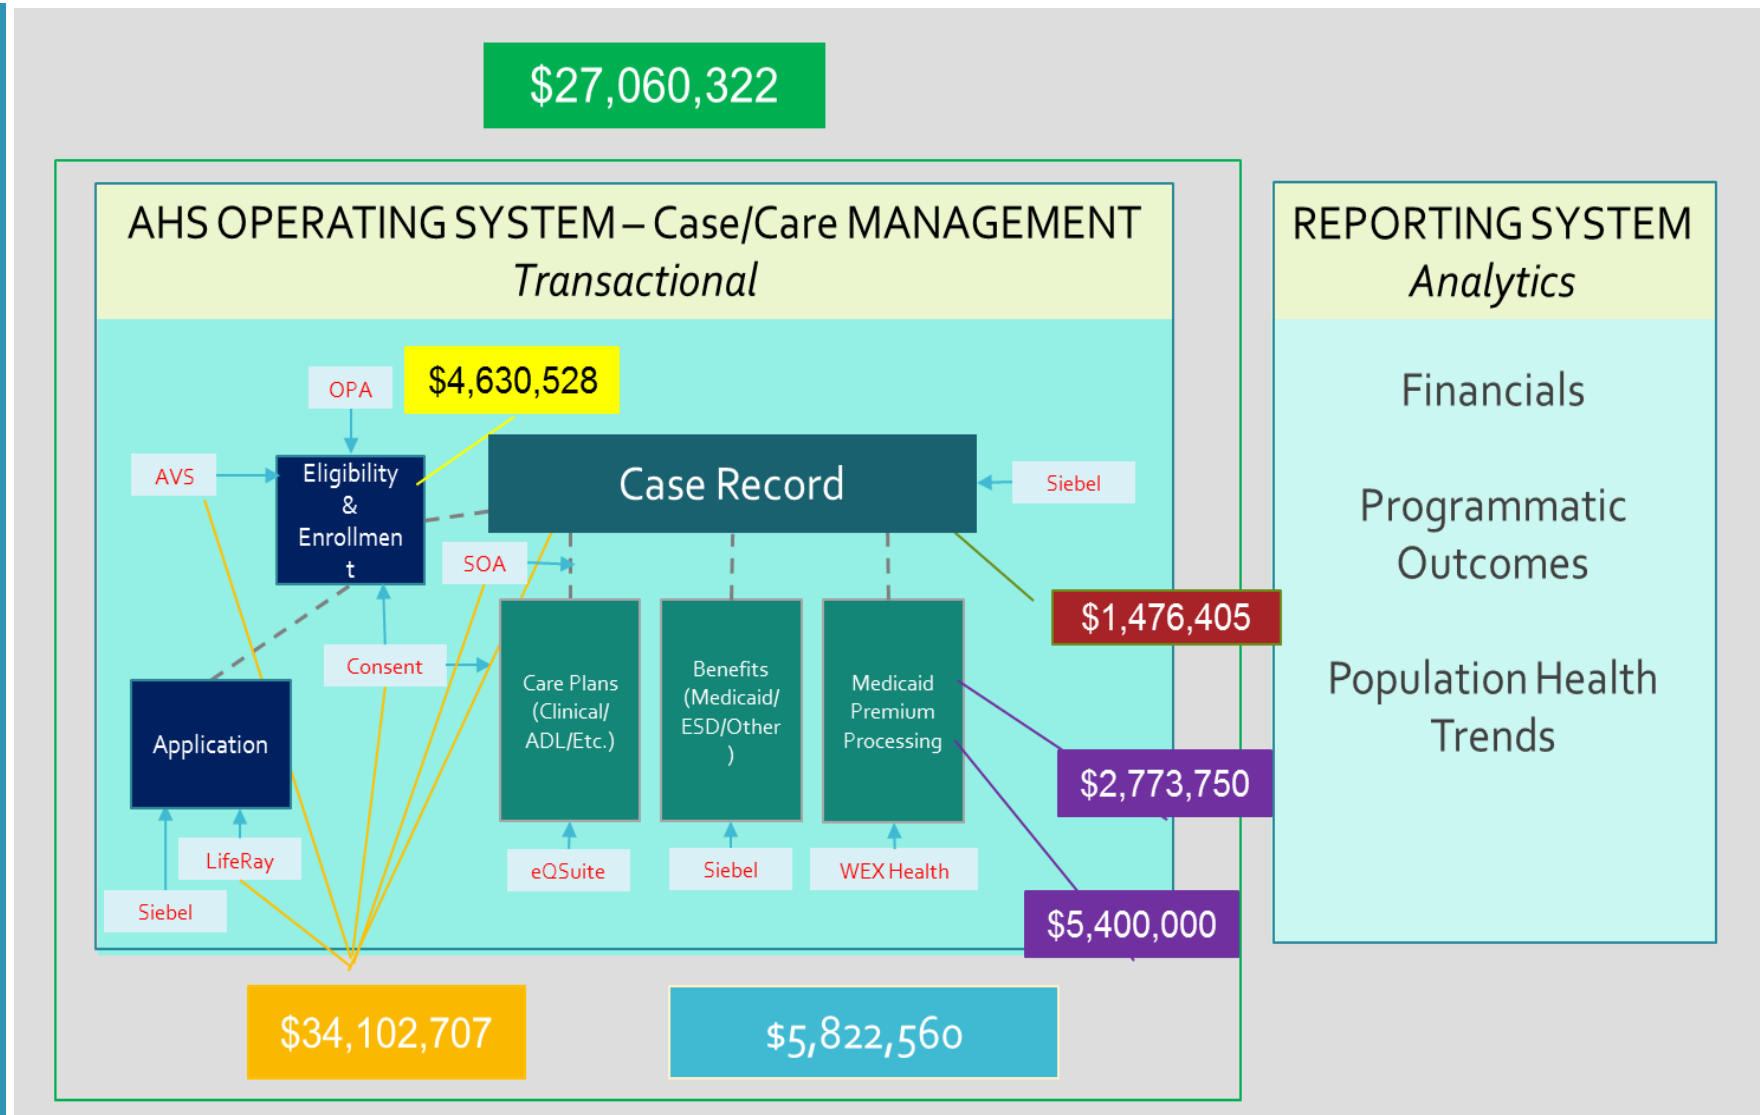 $27,060,322
AHS OPERATING SYSTEM – Case/Care MANAGEMENT
Transactional
REPORTING SYSTEM
Analytics
OPA
$4,630,528
AVS
Eligibility
&
Enrollmen
t
Case Record
Siebel
SOA
Consent
Application
Care Plans
(Clinical/
ADL/Etc.)
Benefits
(Medicaid/
ESD/Other
)
Medicaid
Premium
Processing
$1,476,405
$2,773,750
$5,400,000
LifeRay
Siebel
eQSuite
Siebel
WEX Health
$34,102,707
$5,822,560
Financials
Programmatic
Outcomes
Population Health
Trends